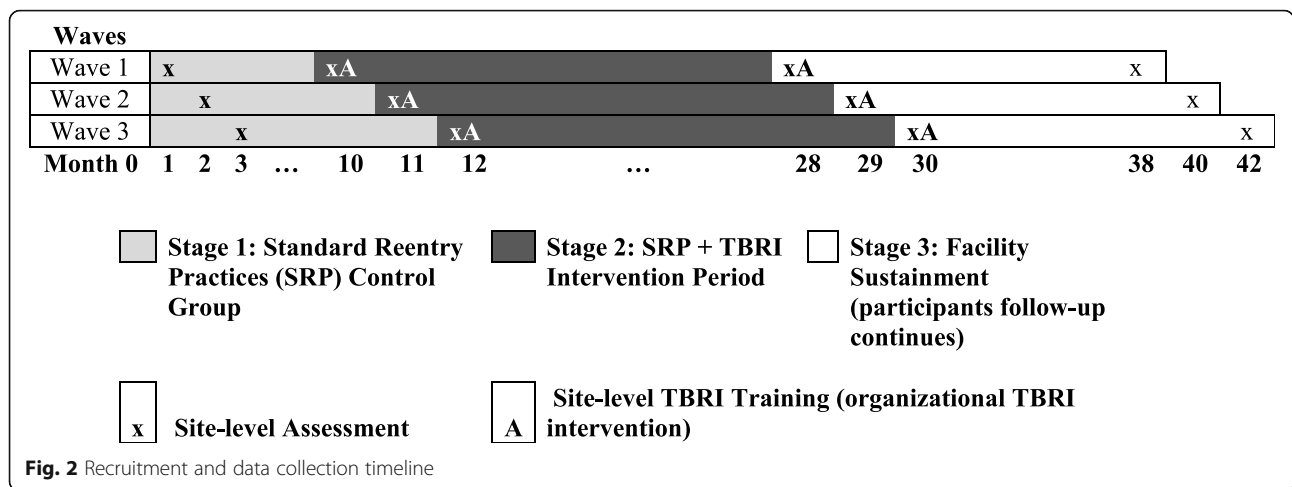 Waves
Wave 1 x xA xA x
Wave 2 x xA xA x
Wave 3 x xA xA x
Month 0 1 2 3 ... 10 11 12 ... 28 29 30 38 40 42
Stage 1: Standard Reentry
Practices (SRP) Control
Group
Stage 2: SRP + TBRI
Intervention Period
Stage 3: Facility
Sustainment
(participants follow-up
continues)
x Site-level Assessment
Site-level TBRI Training (organizational TBRI
A intervention)
Fig. 2 Recruitment and data collection timeline